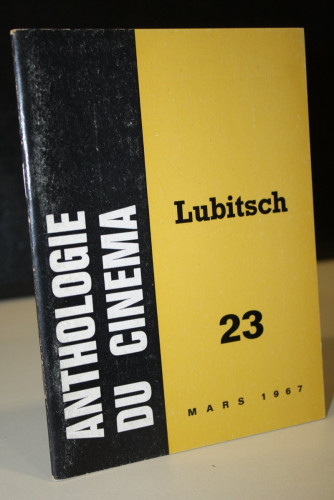 ANTHOLOGIE
DU CINEMA
Lubitsch
23
MARS 1967